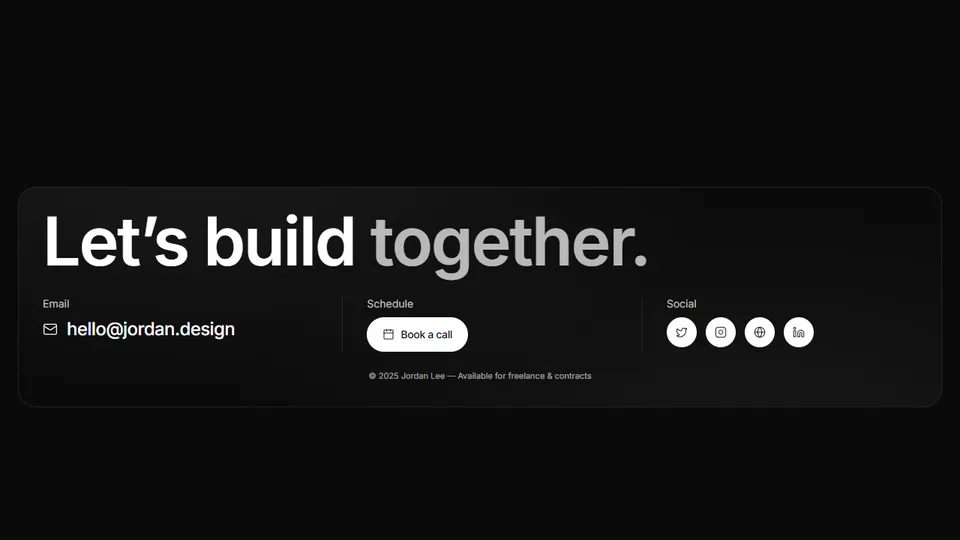 Let’s build together.
Email
Schedule
Social
hello@jordan.design
Book a call
© 2025 Jordan Lee — Available for freelance & contracts